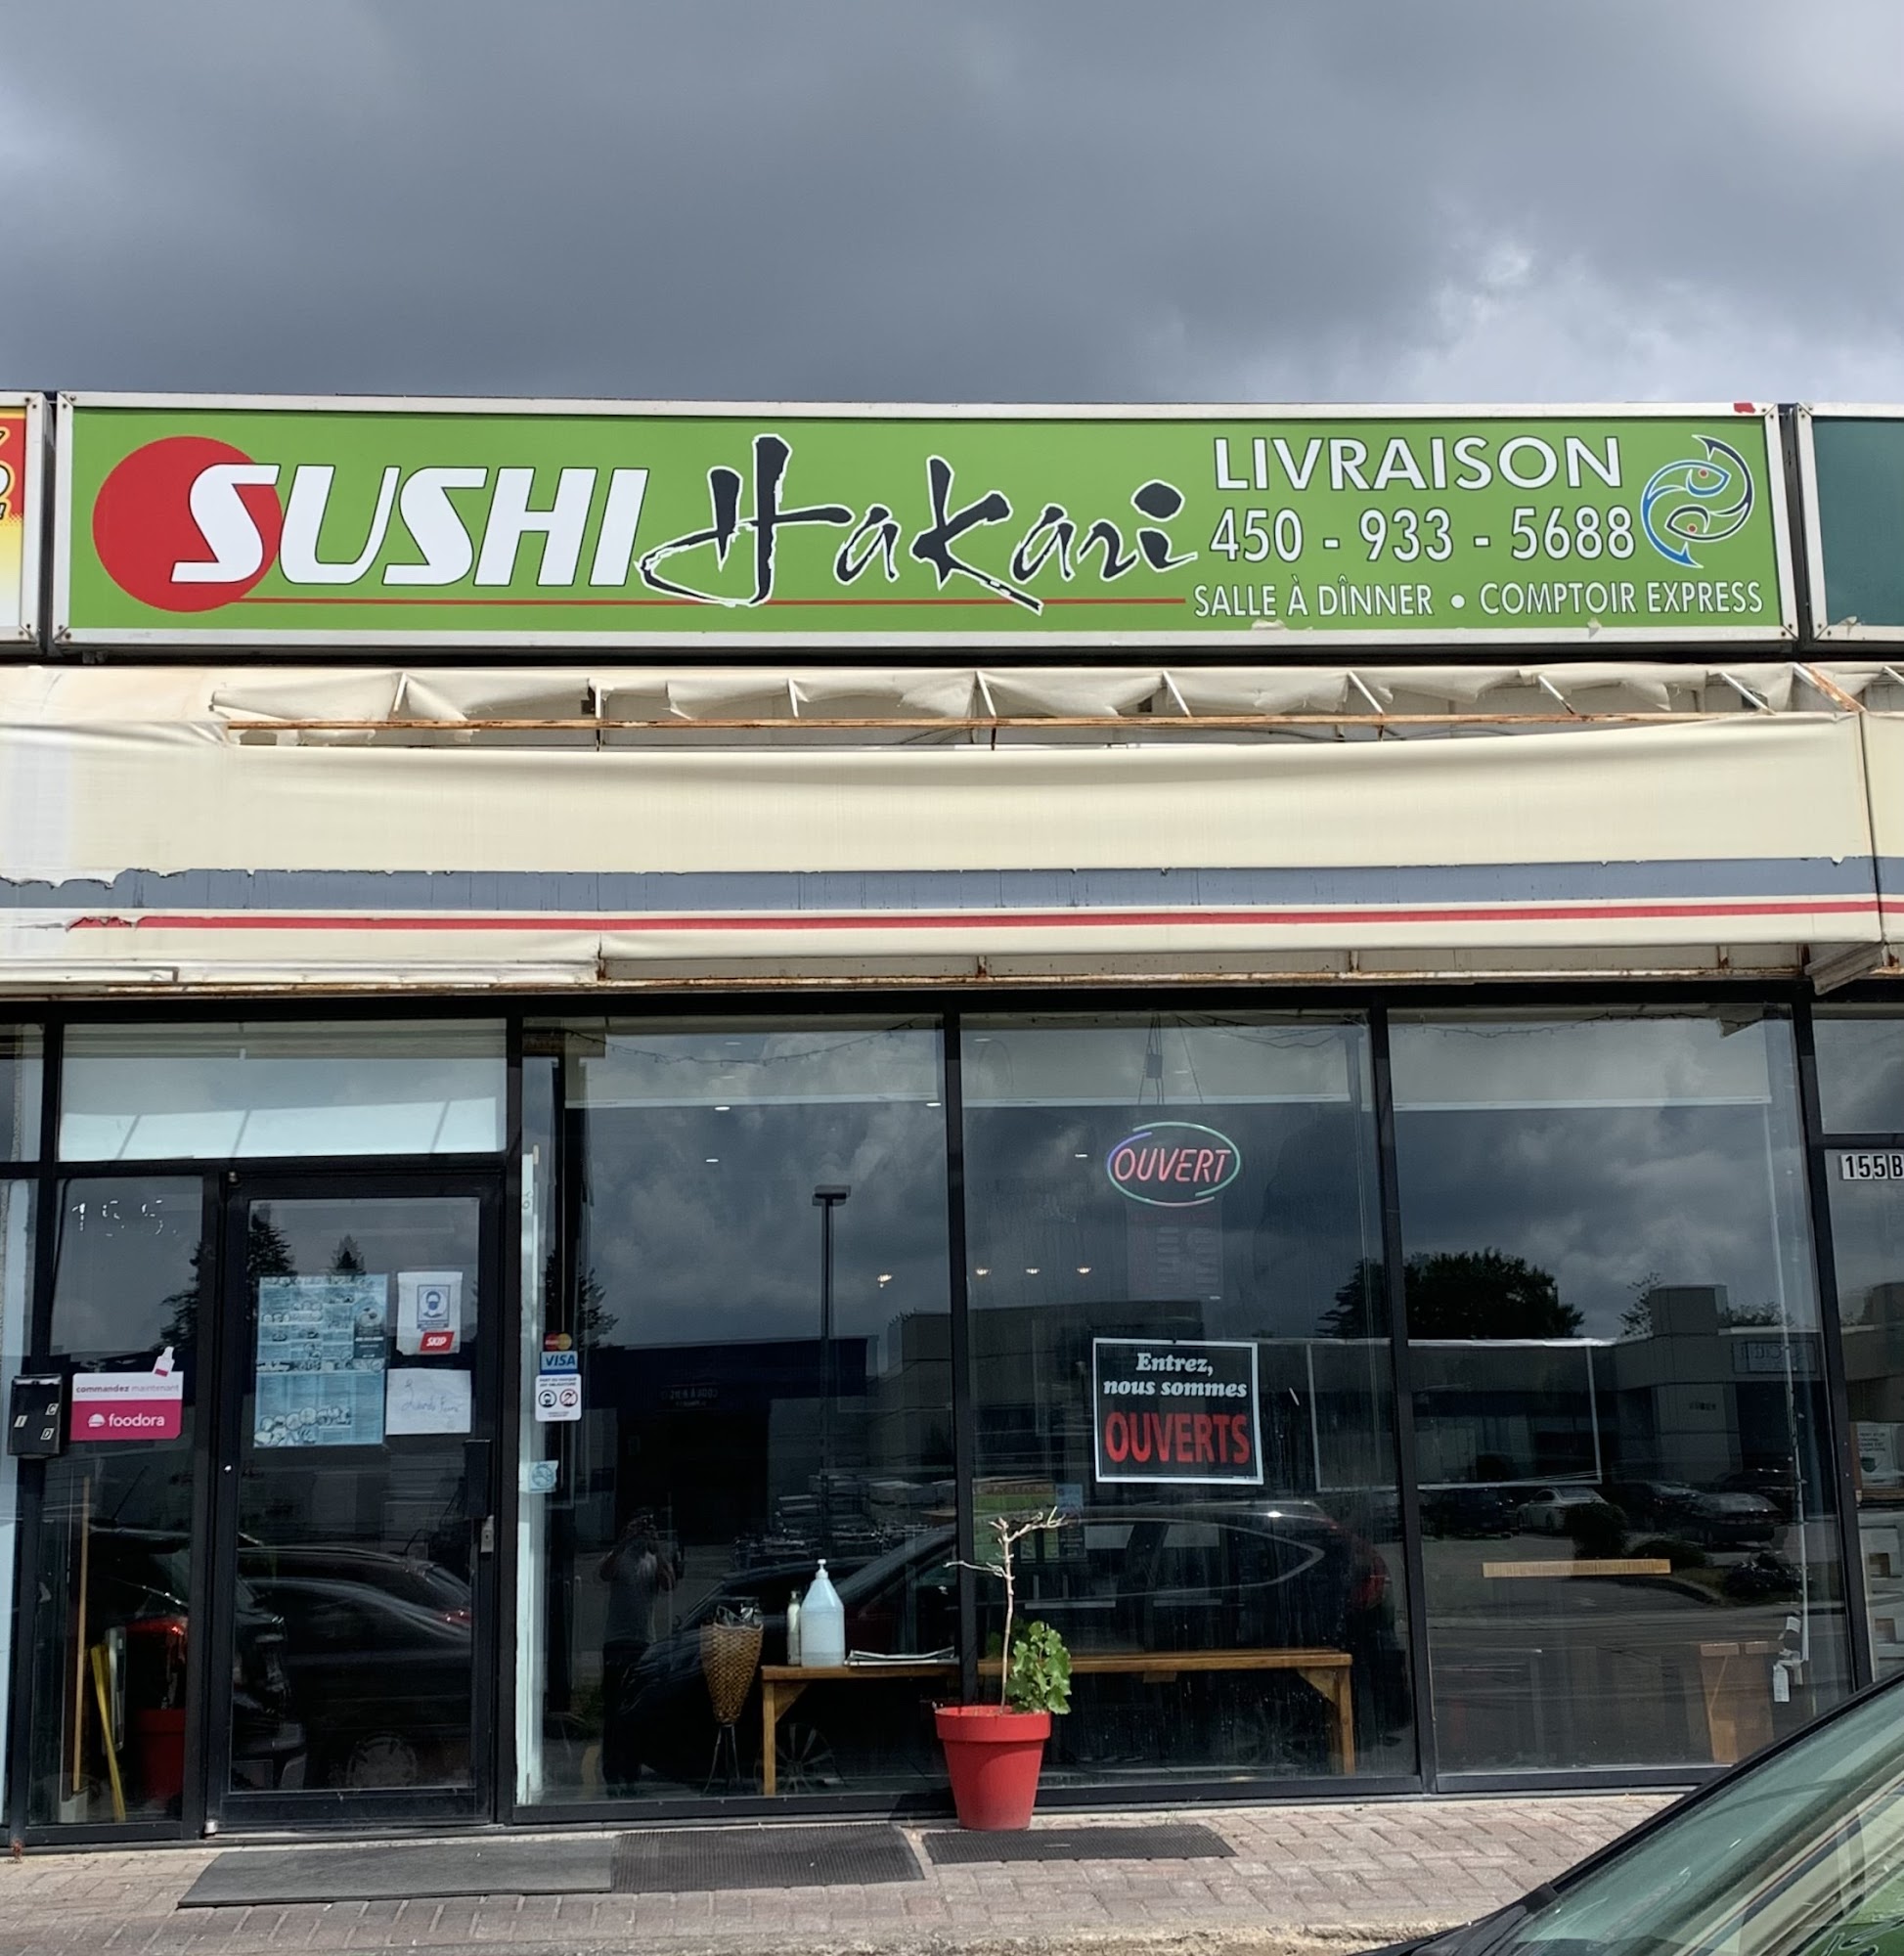 SUSHI Hakari
LIVRAISON
450 - 933 - 5688
SALLE À DÎNNER • COMPTOIR EXPRESS
OUVERT
155B
Entrez,
nous sommes
OUVERTS
SKIP
VISA
commandez maintenant
foodora